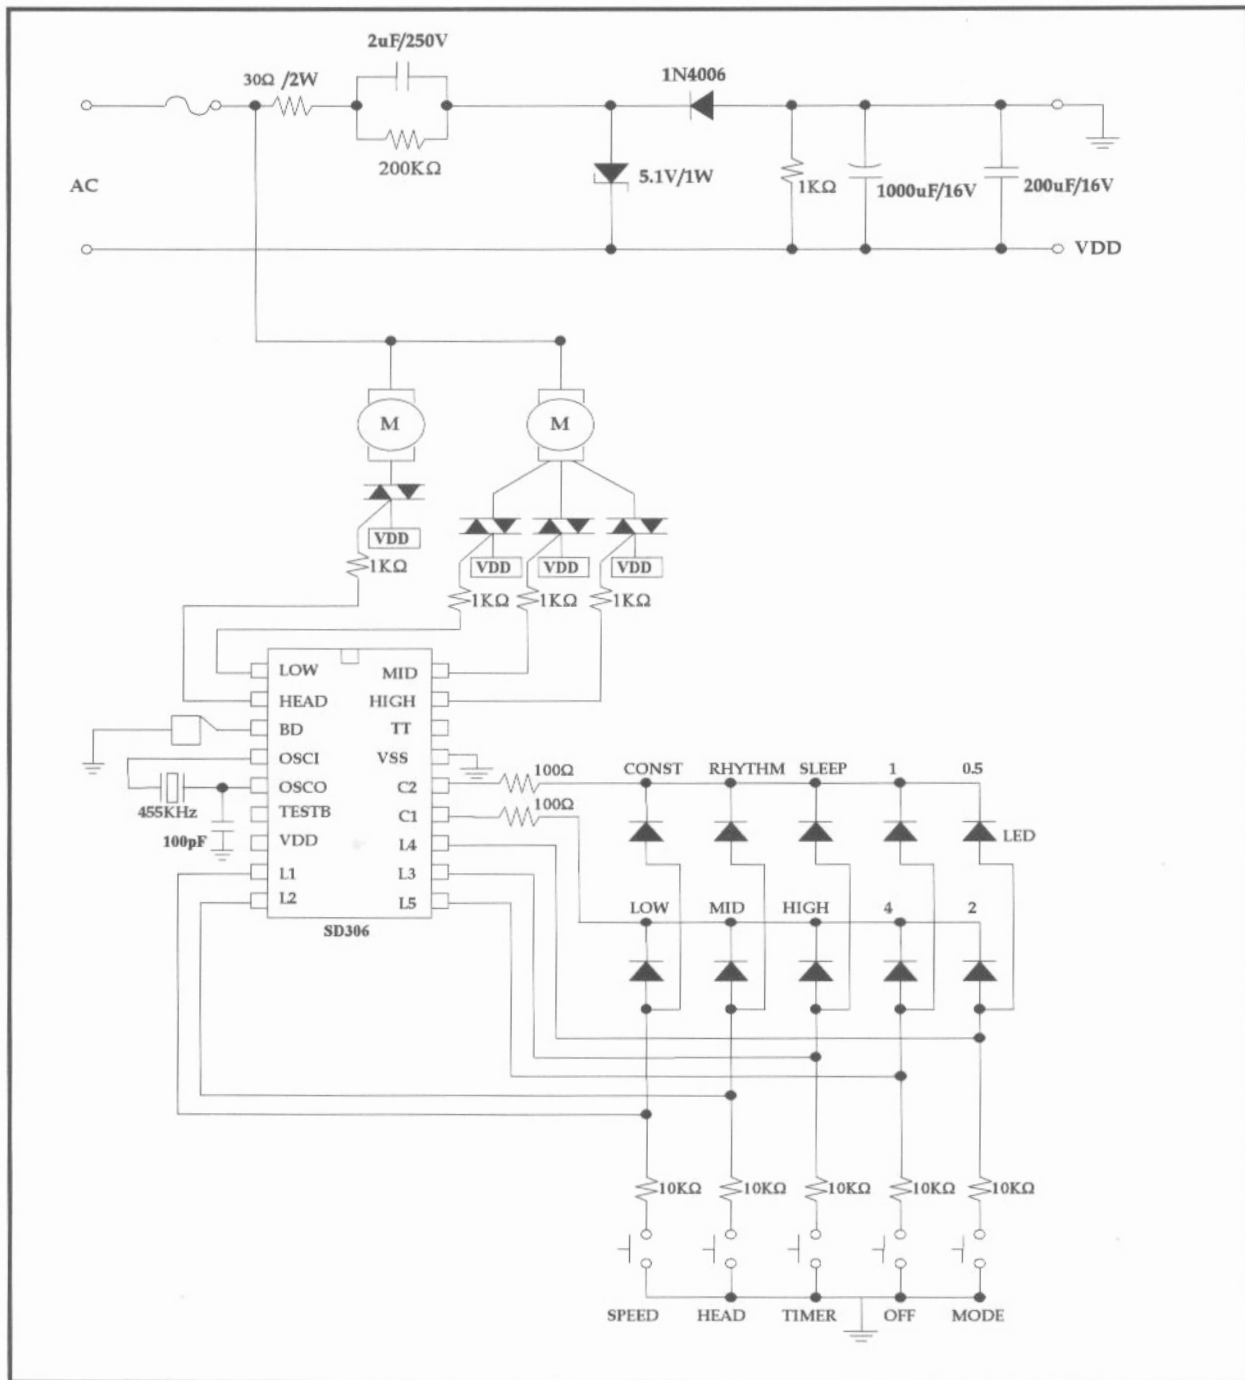 2uF/250V
30Ω /2W
1N4006
200KΩ
AC
5.1V/1W
1KΩ
1000uF/16V
200uF/16V
VDD
M
M
VDD
1KΩ
VDD
VDD
VDD
1KΩ
1KΩ
1KΩ
LOW
MID
HEAD
HIGH
BD
TT
OSCI
VSS
OSCO
C2
455KHz
TESTB
C1
100pF
VDD
L4
L1
L3
L2
L5
SD306
100Ω
100Ω
CONST
RHYTHM
SLEEP
1
0.5
LED
LOW
MID
HIGH
4
2
10KΩ
10KΩ
10KΩ
10KΩ
10KΩ
SPEED
HEAD
TIMER
OFF
MODE